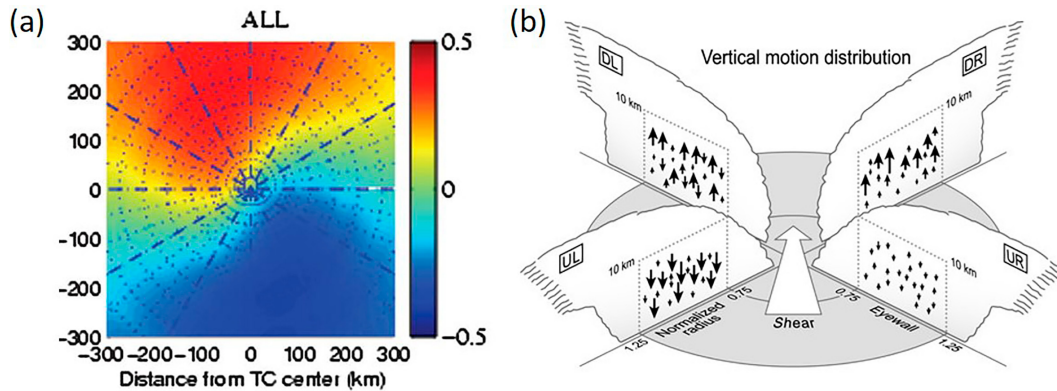 (a)
ALL
300
200
100
0
-100
-200
300
-300 -200 -100 0 100 200 300
Distance from TC center (km)
0.5
0
-0.5
(b)
Vertical motion distribution
DL
DR
10 km
10 km
UL
UR
10 km
10 km
0.75
0.75
Normalized
radius
Shear
Eyewall
1.25
1.25